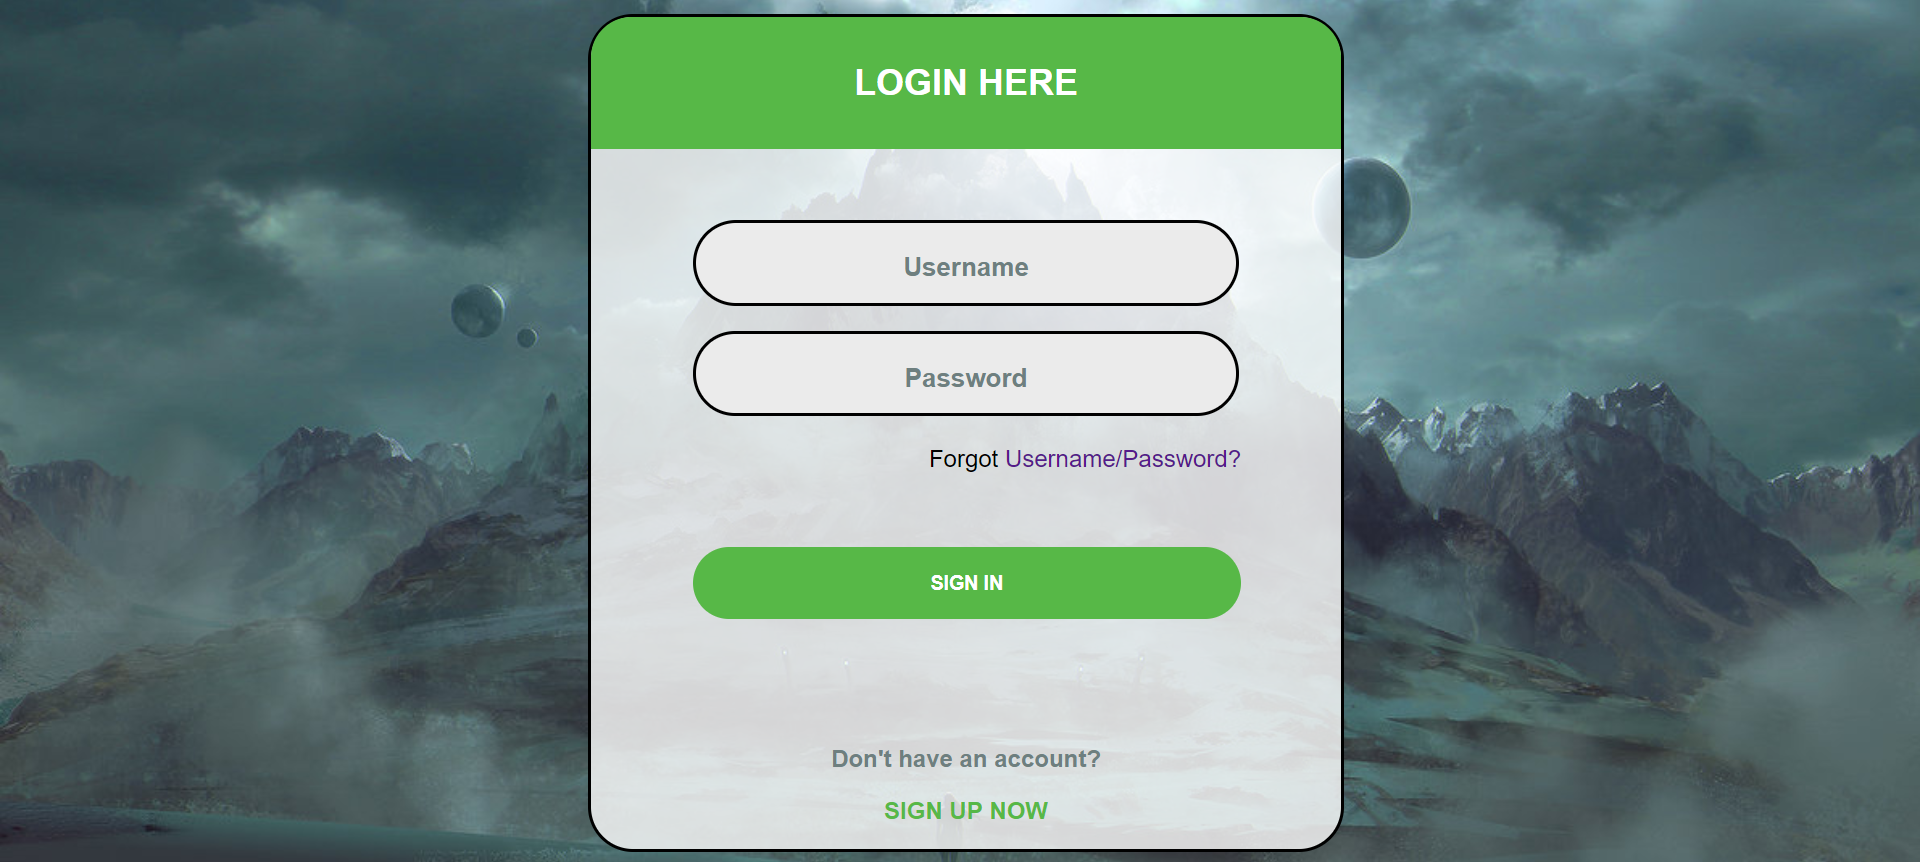 LOGIN HERE
Username
Password
Forgot Username/Password?
SIGN IN
Don't have an account?
SIGN UP NOW